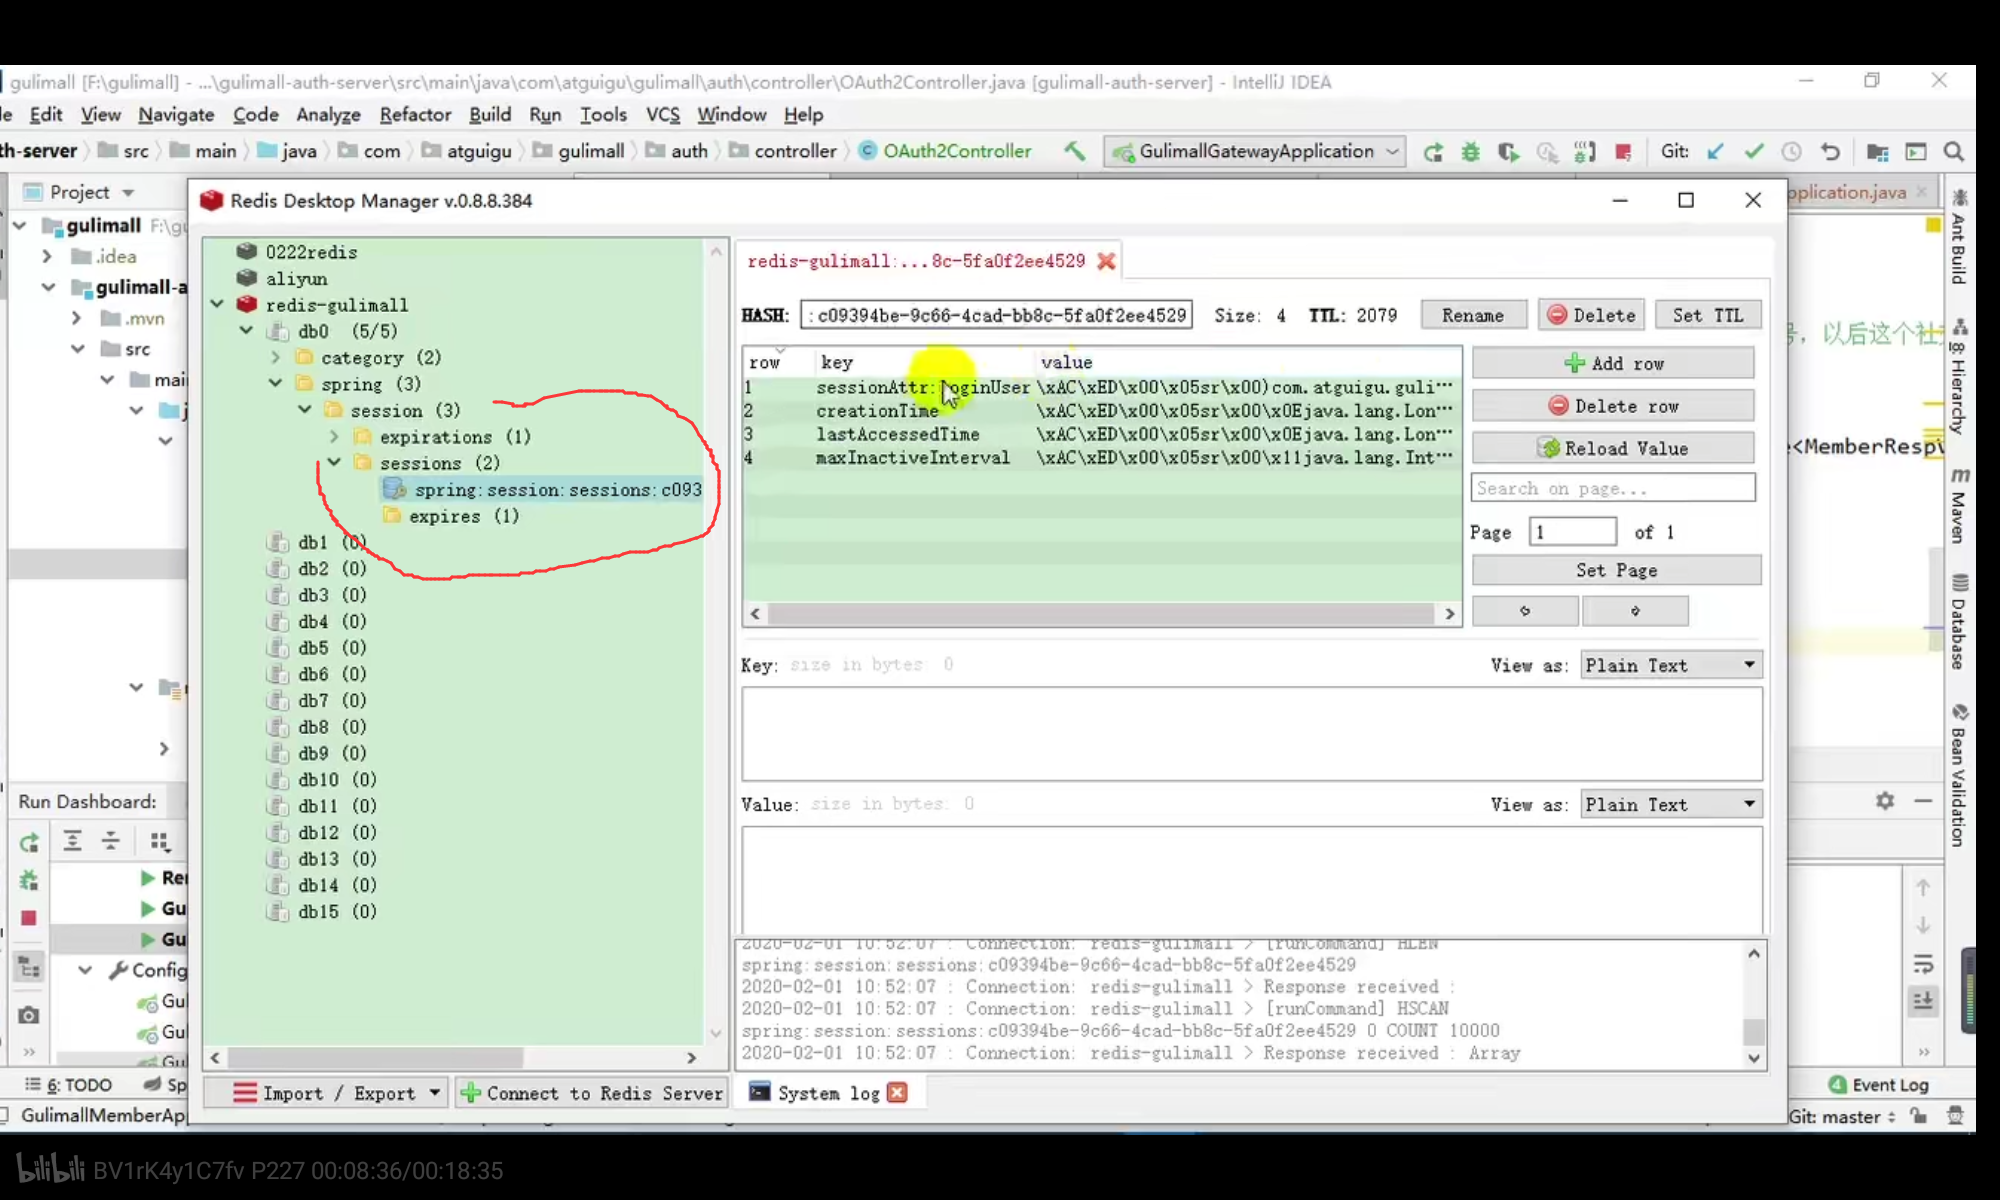 gulimall [F:\gulimall] - ...\gulimall-auth-server\src\main\java\com\atguigu\gulimall\auth\controller\OAuth2Controller.java [gulimall-auth-server] - IntelliJ IDEA
Edit View Navigate Code Analyze Refactor Build Run Tools VCS Window Help
th-server src main java com atguigu gulimall auth controller OAuth2Controller GulimallGatewayApplication Git:
Project
Redis Desktop Manager v.0.8.8.384
pplication.java
gulimall F:\gu
.idea
gulimall-a
.mvn
src
mai
j
0222redis
aliyun
redis-gulimall
db0 (5/5)
category (2)
spring (3)
session (3)
expirations (1)
sessions (2)
spring:session:sessions:c093
expires (1)
db1 (0)
db2 (0)
db3 (0)
db4 (0)
db5 (0)
db6 (0)
db7 (0)
db8 (0)
db9 (0)
db10 (0)
db11 (0)
db12 (0)
db13 (0)
db14 (0)
db15 (0)
Import / Export Connect to Redis Server
redis-gulimall:...8c-5fa0f2ee4529
HASH: :c09394be-9c66-4cad-bb8c-5fa0f2ee4529 Size: 4 TTL: 2079 Rename Delete Set TTL
row key value
1 sessionAttr:loginUser \xAC\xED\x00\x05sr\x00)com.atguigu.guli...
2 creationTime \xAC\xED\x00\x05sr\x00\x0Ejava.lang.Lon...
3 lastAccessedTime \xAC\xED\x00\x05sr\x00\x0Ejava.lang.Lon...
4 maxInactiveInterval \xAC\xED\x00\x05sr\x00\x11java.lang.Int...
Add row
Delete row
Reload Value
Search on page...
Page 1 of 1
Set Page
Key: size in bytes: 0 View as: Plain Text
Value: size in bytes: 0 View as: Plain Text
2020-02-01 10:52:07 : Connection: redis-gulimall > [runCommand] HLEN
spring:session:sessions:c09394be-9c66-4cad-bb8c-5fa0f2ee4529
2020-02-01 10:52:07 : Connection: redis-gulimall > Response received :
2020-02-01 10:52:07 : Connection: redis-gulimall > [runCommand] HSCAN
spring:session:sessions:c09394be-9c66-4cad-bb8c-5fa0f2ee4529 0 COUNT 10000
2020-02-01 10:52:07 : Connection: redis-gulimall > Response received : Array
System log
，以后这个社
<MemberRespV
Ant Build
8: Hierarchy
Maven
Database
Bean Validation
Run Dashboard:
Rer
Gu
Gu
Config
Gul
Gul
Gul
6: TODO Sp
Event Log
GulimallMemberAp
Git: master
bilibili BV1rK4y1C7fv P227 00:08:36/00:18:35